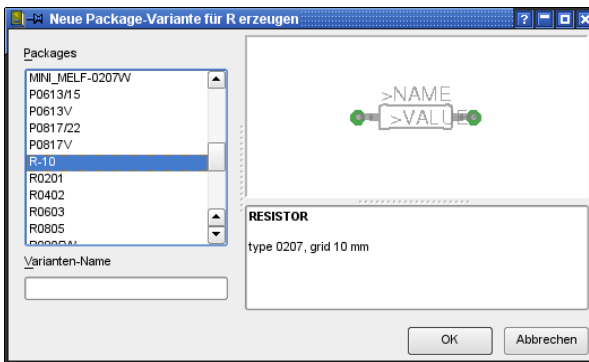 Neue Package-Variante für R erzeugen
Packages
MINI_MELF-0207W
P0613/15
P0613V
P0817/22
P0817V
R-10
R0201
R0402
R0603
R0805
Varianten-Name
>NAME
>VALUE
RESISTOR
type 0207, grid 10 mm
OK
Abbrechen